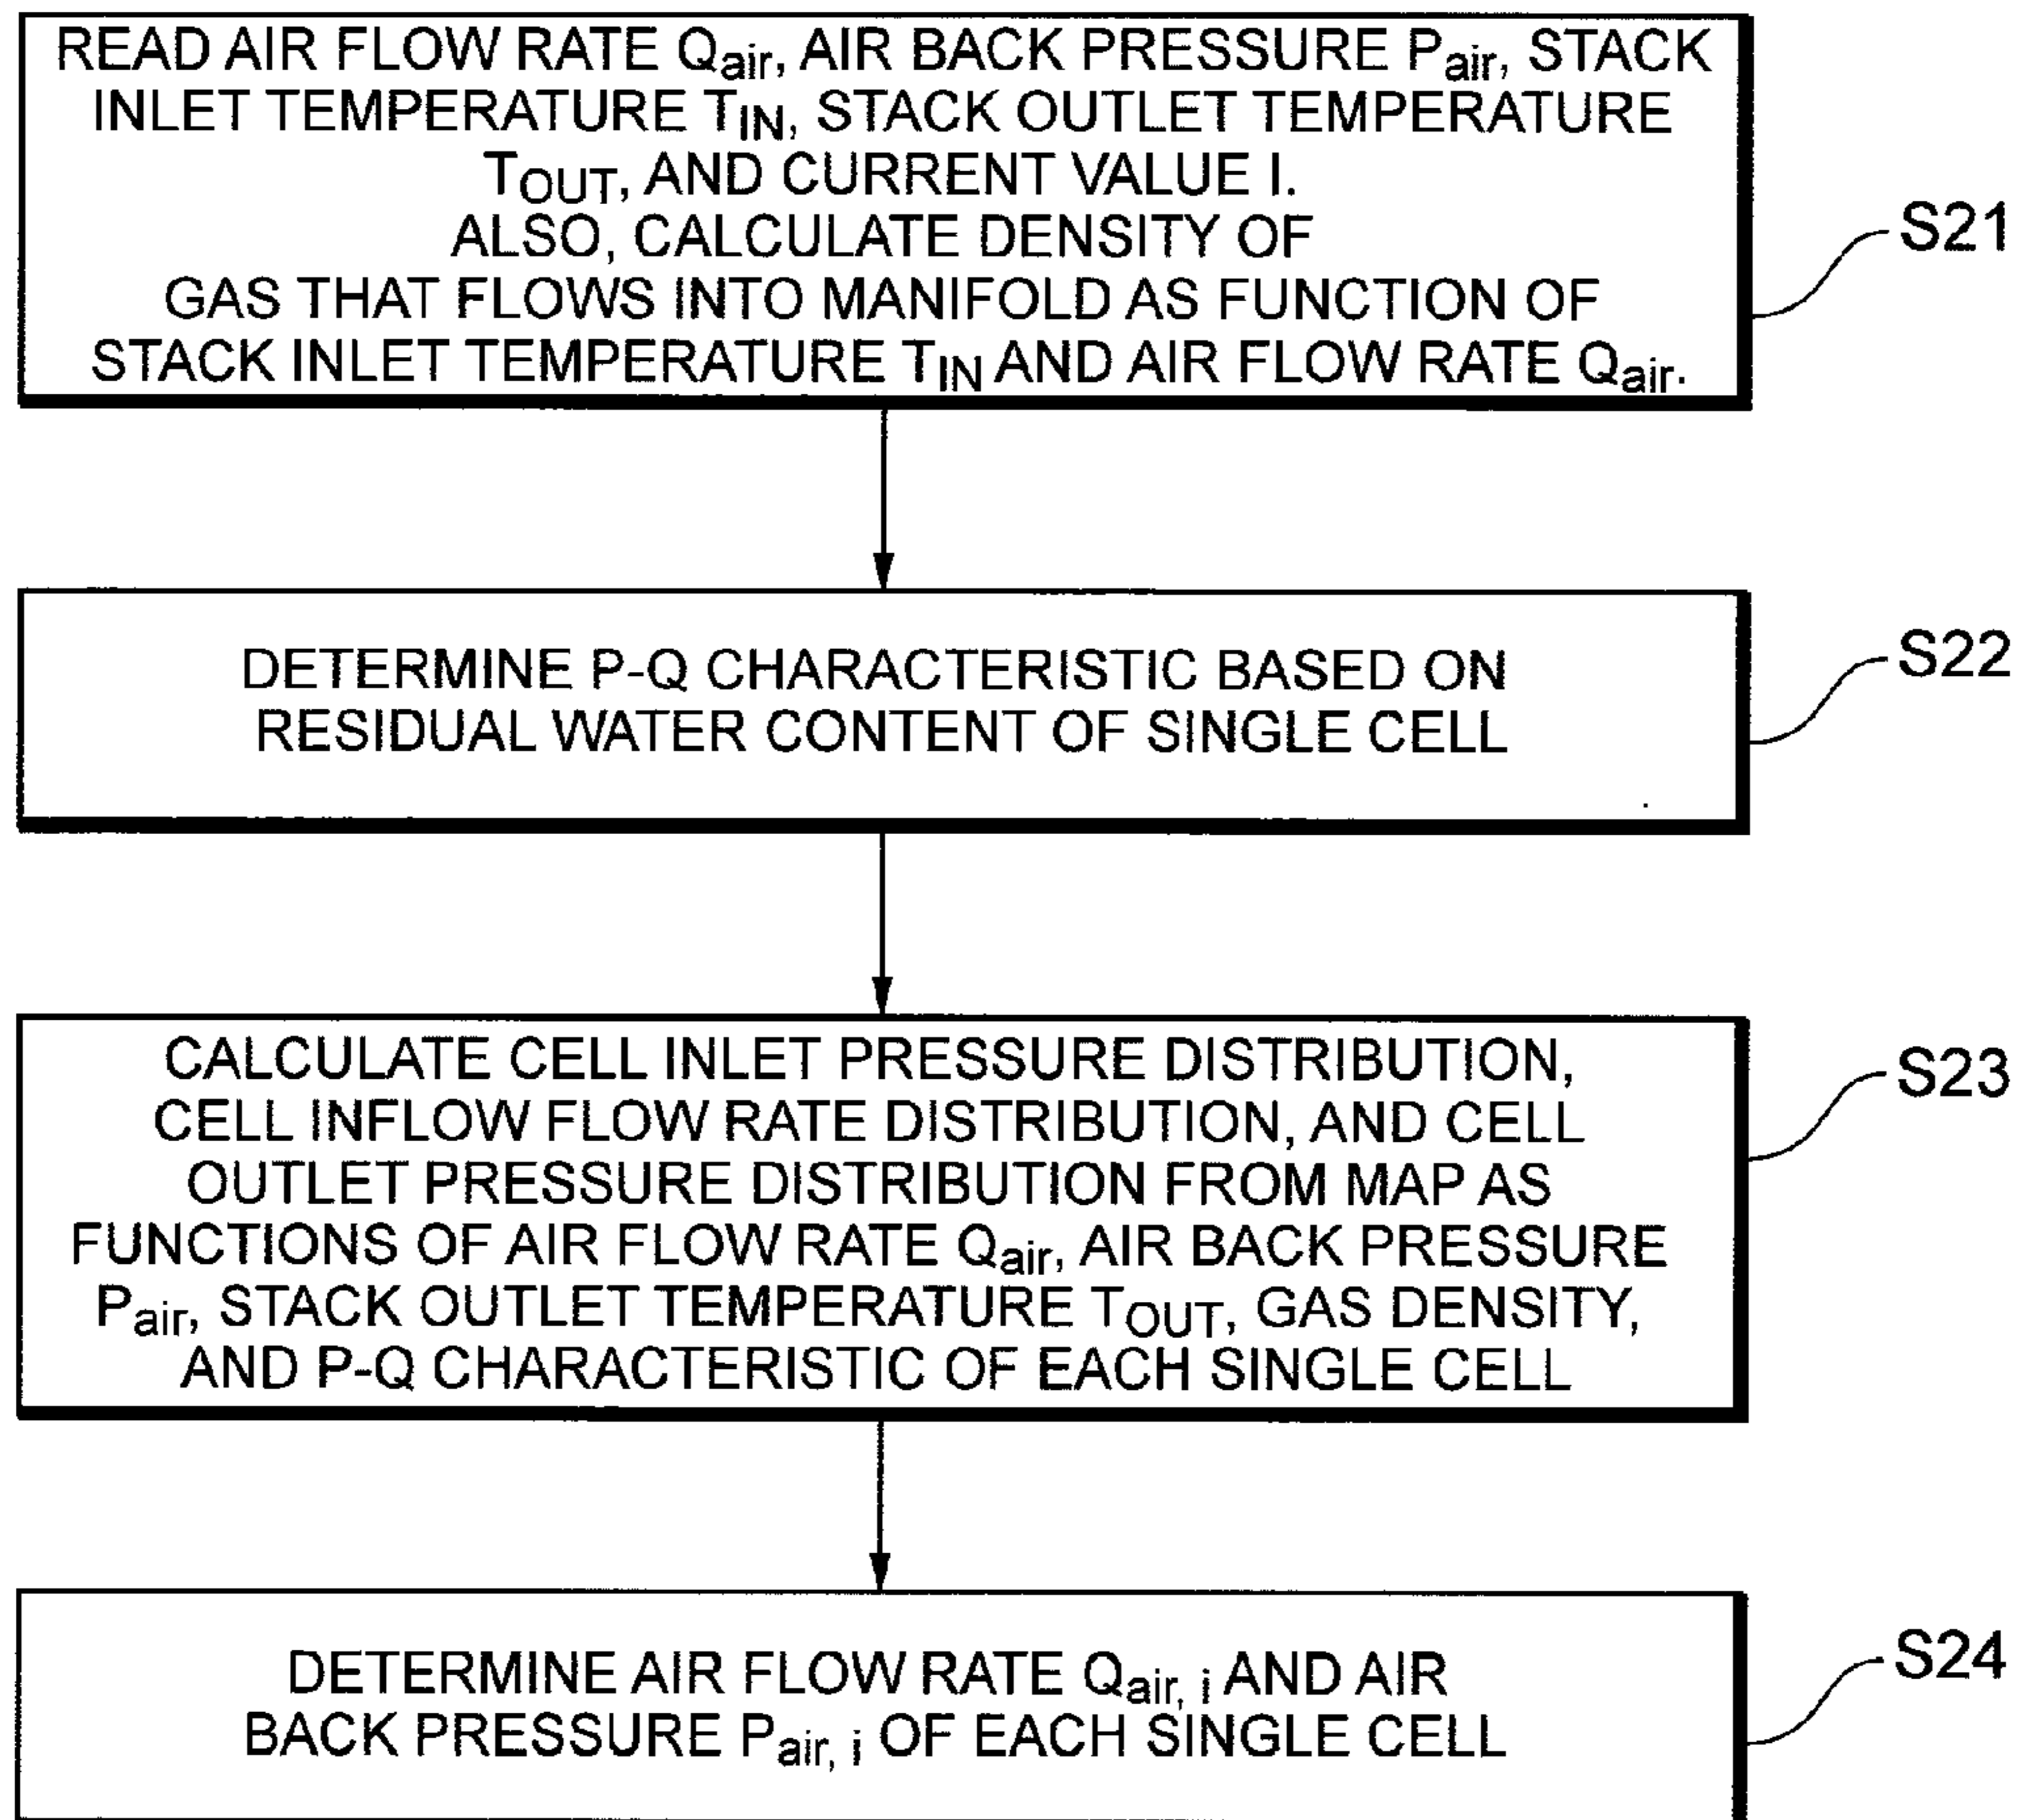 READ AIR FLOW RATE Qair, AIR BACK PRESSURE Pair, STACK
INLET TEMPERATURE TIN, STACK OUTLET TEMPERATURE
TOUT, AND CURRENT VALUE I.
ALSO, CALCULATE DENSITY OF
GAS THAT FLOWS INTO MANIFOLD AS FUNCTION OF
STACK INLET TEMPERATURE TIN AND AIR FLOW RATE Qair.
S21
DETERMINE P-Q CHARACTERISTIC BASED ON
RESIDUAL WATER CONTENT OF SINGLE CELL
S22
CALCULATE CELL INLET PRESSURE DISTRIBUTION,
CELL INFLOW FLOW RATE DISTRIBUTION, AND CELL
OUTLET PRESSURE DISTRIBUTION FROM MAP AS
FUNCTIONS OF AIR FLOW RATE Qair, AIR BACK PRESSURE
Pair, STACK OUTLET TEMPERATURE TOUT, GAS DENSITY,
AND P-Q CHARACTERISTIC OF EACH SINGLE CELL
S23
DETERMINE AIR FLOW RATE Qair, i AND AIR
BACK PRESSURE Pair, i OF EACH SINGLE CELL
S24